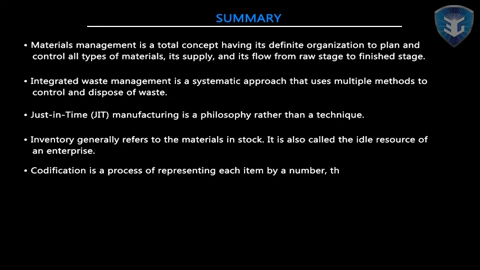 SUMMARY
• Materials management is a total concept having its definite organization to plan and
control all types of materials, its supply, and its flow from raw stage to finished stage.
• Integrated waste management is a systematic approach that uses multiple methods to
control and dispose of waste.
• Just-in-Time (JIT) manufacturing is a philosophy rather than a technique.
• Inventory generally refers to the materials in stock. It is also called the idle resource of
an enterprise.
• Codification is a process of representing each item by a number, th